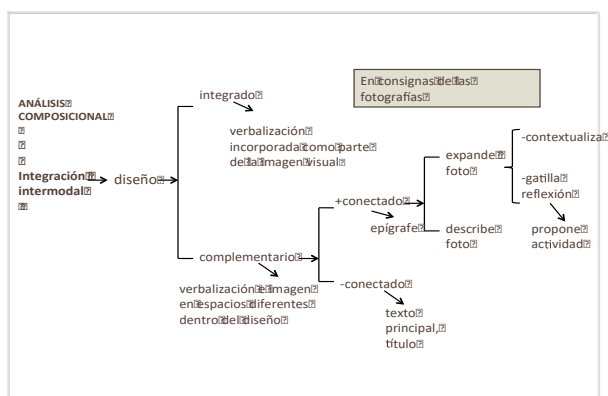 En consignas de las
fotografías
ANÁLISIS
COMPOSICIONAL
Integración
intermodal
diseño
integrado
verbalización
incorporada como parte
de la imagen visual
complementario
verbalización e imagen
en espacios diferentes
dentro del diseño
+conectado
epígrafe
-conectado
texto
principal,
título
expande
foto
describe
foto
-contextualiza
-gatilla
reflexión
propone
actividad